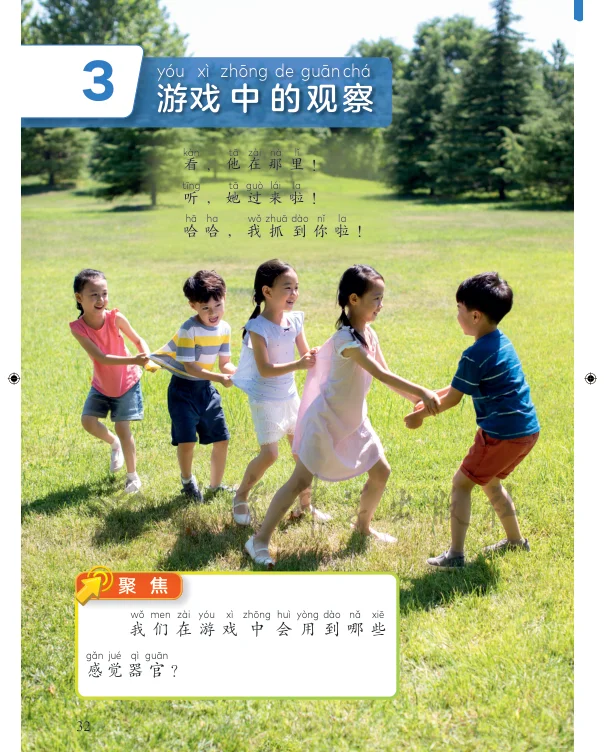 3
yóu xì zhōng de guān chá
游戏中的观察
kàn tā zài nà lǐ
看，他在那里！
tīng tā guò lái la
听，她过来啦！
hā ha wǒ zhuā dào nǐ la
哈哈，我抓到你啦！
聚焦
wǒ men zài yóu xì zhōng huì yòng dào nǎ xiē
我们在游戏中会用到哪些
gǎn jué qì guān
感觉器官？
32